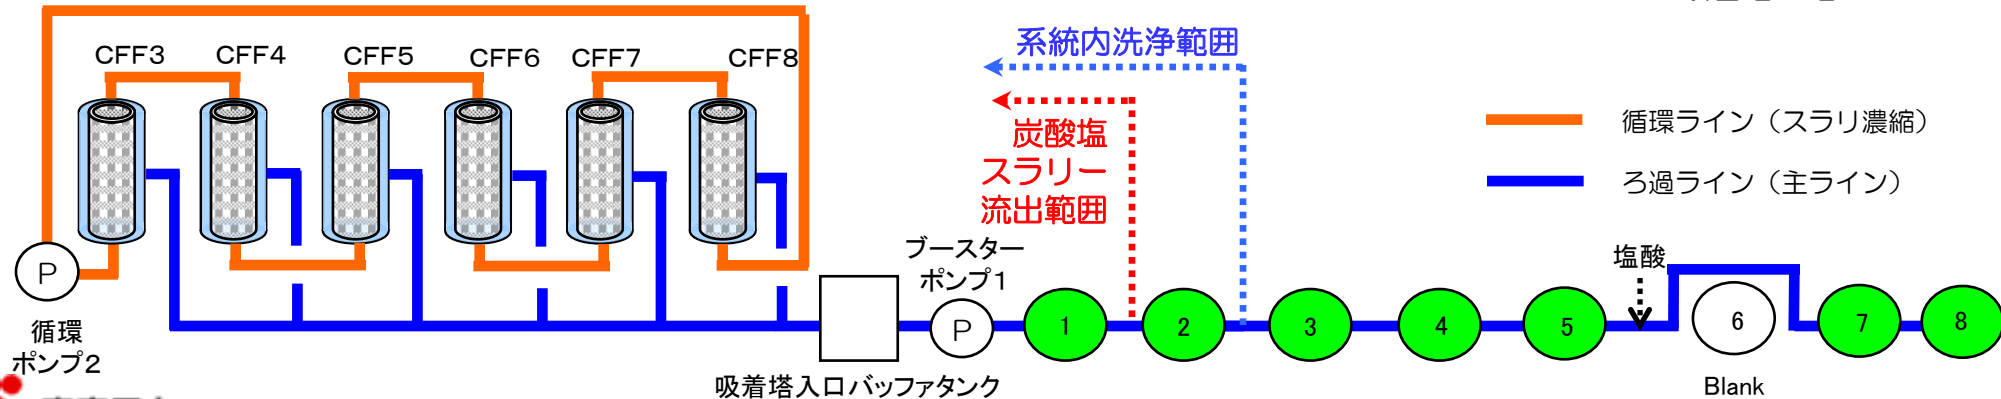 CFF3
CFF4
CFF5
CFF6
CFF7
CFF8
系統内洗浄範囲
炭酸塩
スラリー
流出範囲
循環ライン（スラリ濃縮）
ろ過ライン（主ライン）
P
循環
ポンプ2
吸着塔入口バッファタンク
ブースター
ポンプ1
P
1
2
3
4
5
塩酸
6
Blank
7
8